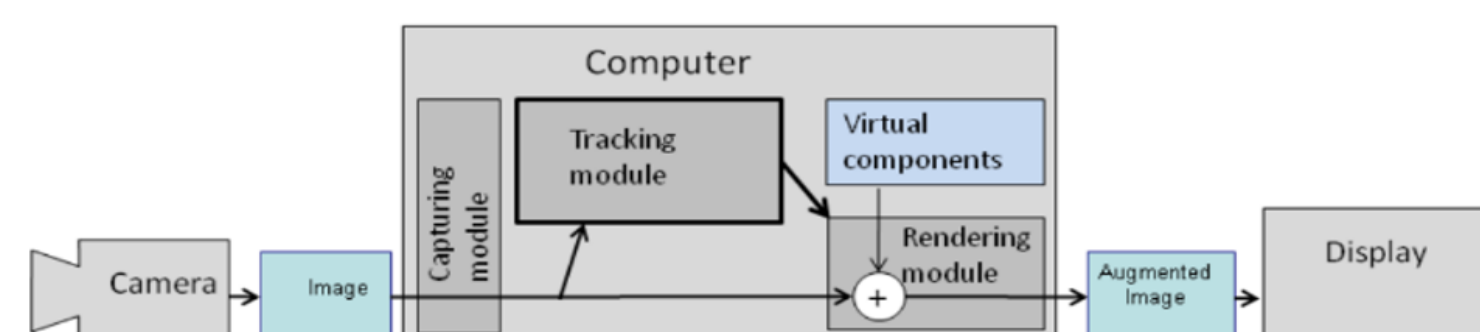 Computer
Tracking
module
Virtual
components
Capturing
module
Rendering
module
+
Camera
Image
Augmented
Image
Display